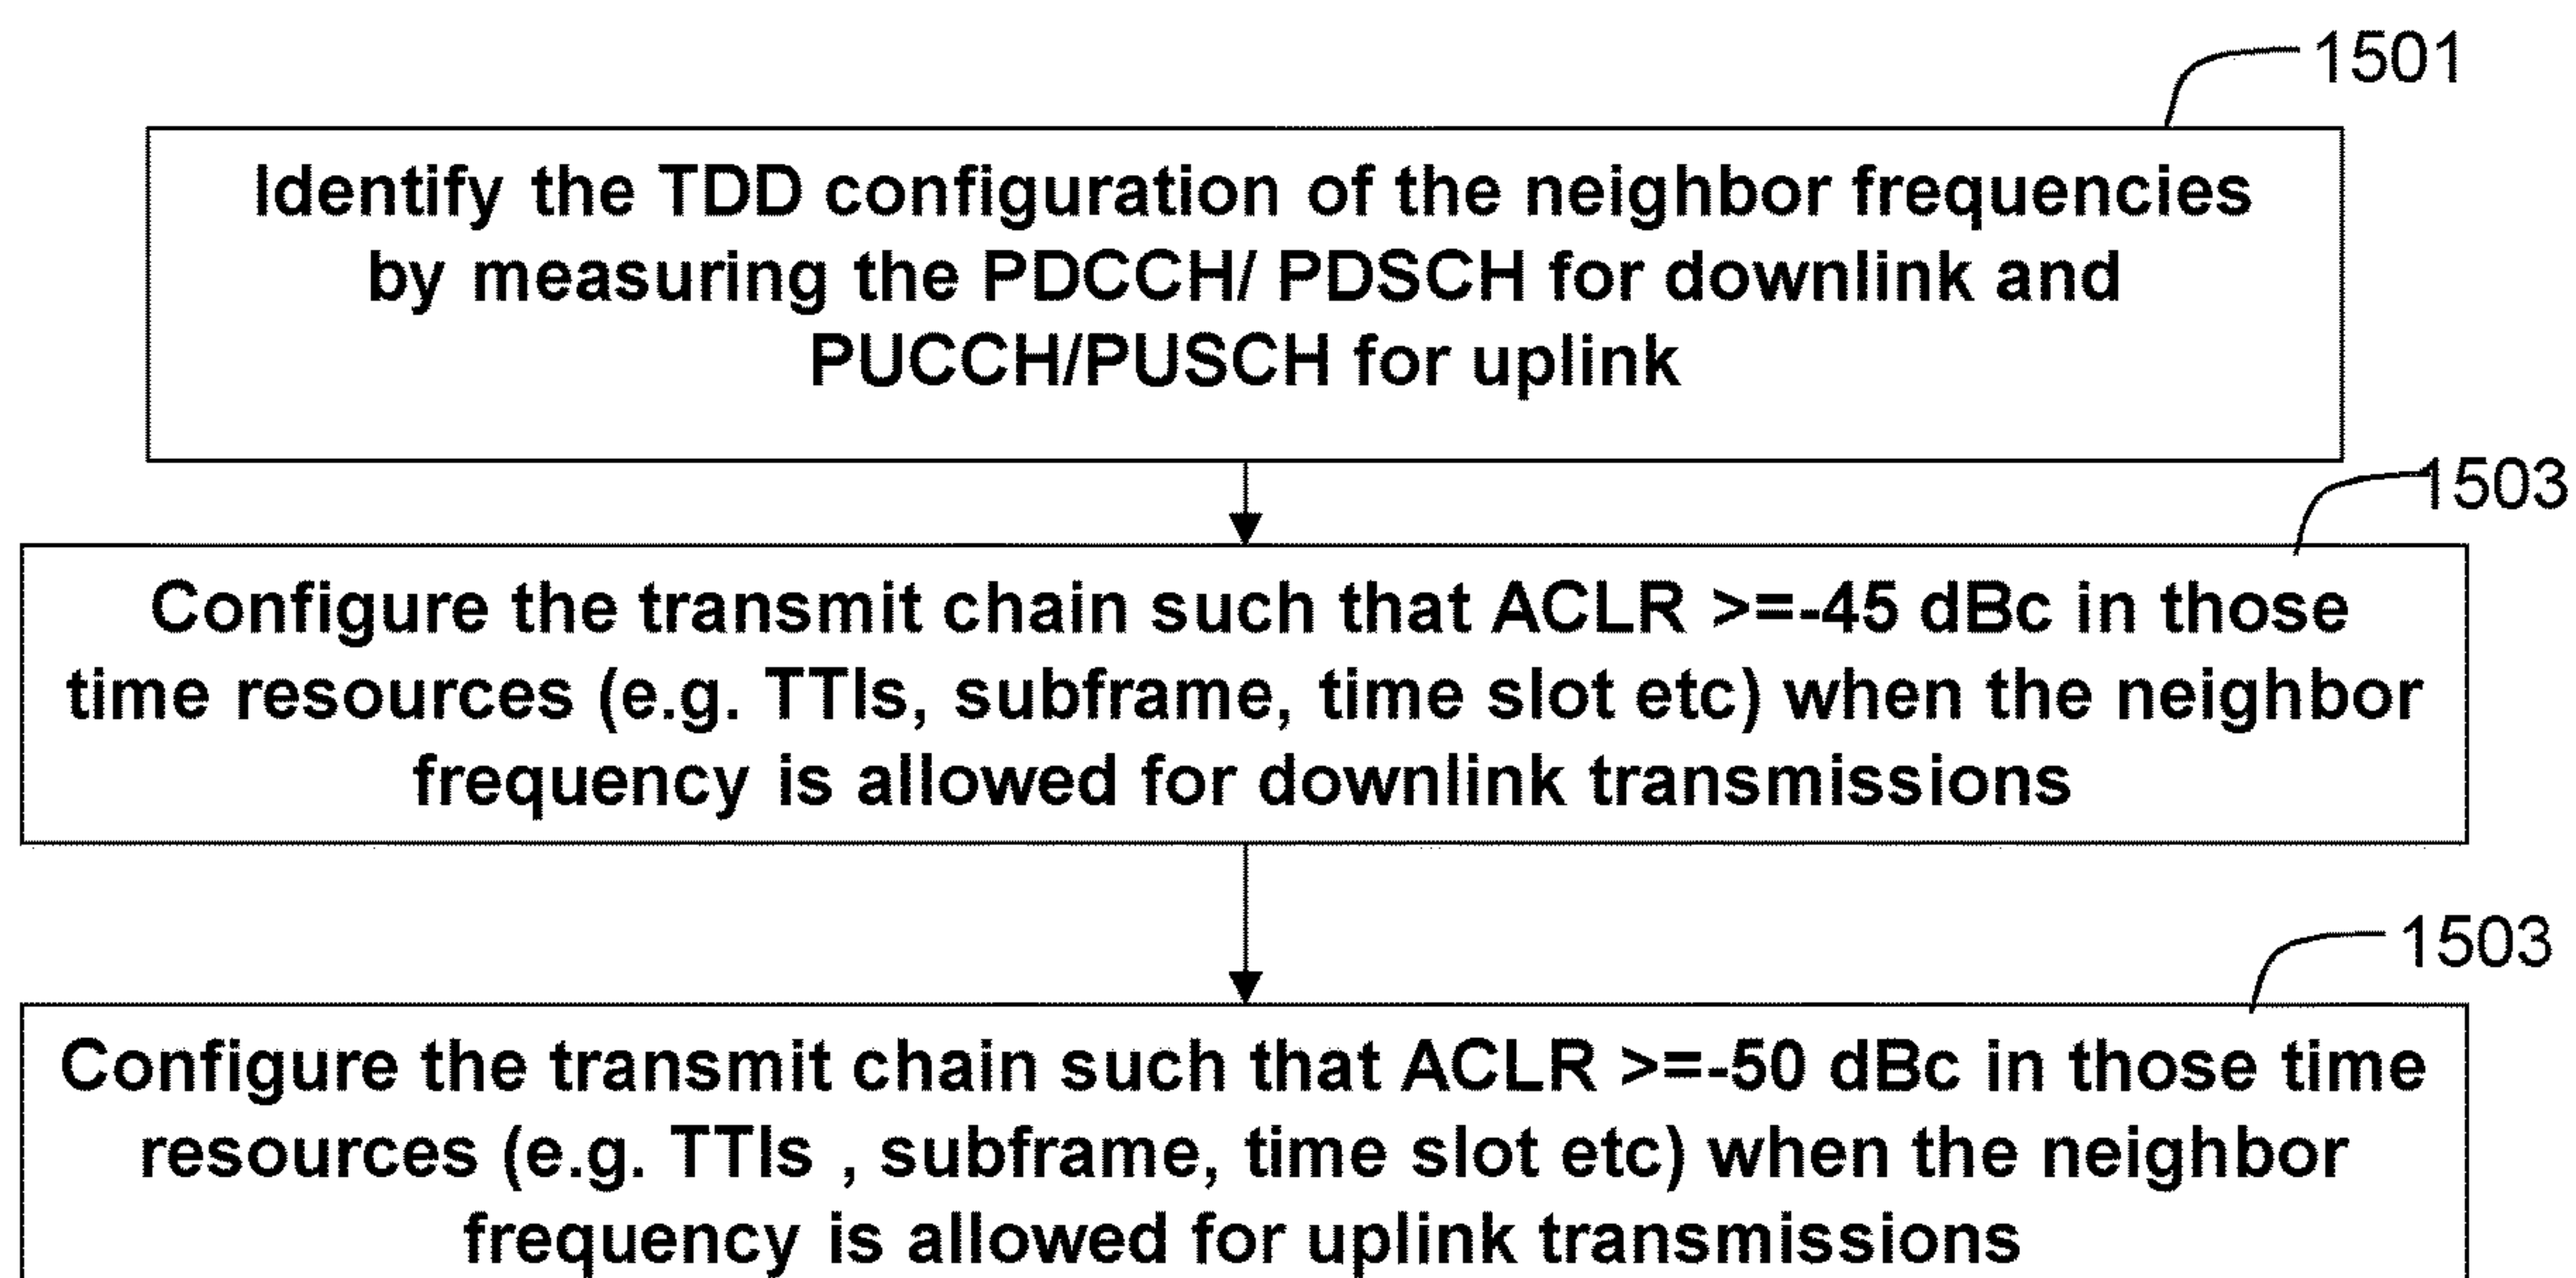 1501
Identify the TDD configuration of the neighbor frequencies
by measuring the PDCCH/ PDSCH for downlink and
PUCCH/PUSCH for uplink
1503
Configure the transmit chain such that ACLR >=-45 dBc in those
time resources (e.g. TTIs, subframe, time slot etc) when the neighbor
frequency is allowed for downlink transmissions
1503
Configure the transmit chain such that ACLR >=-50 dBc in those time
resources (e.g. TTIs , subframe, time slot etc) when the neighbor
frequency is allowed for uplink transmissions